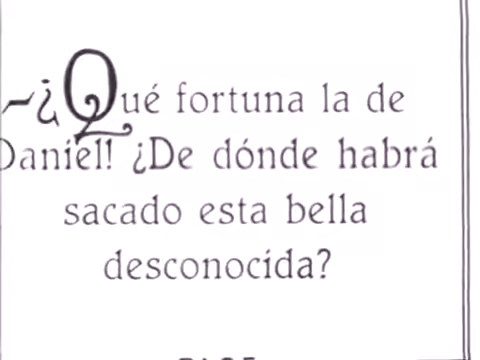 ~¿Qué fortuna la de
Daniel! ¿De dónde habrá
sacado esta bella
desconocida?